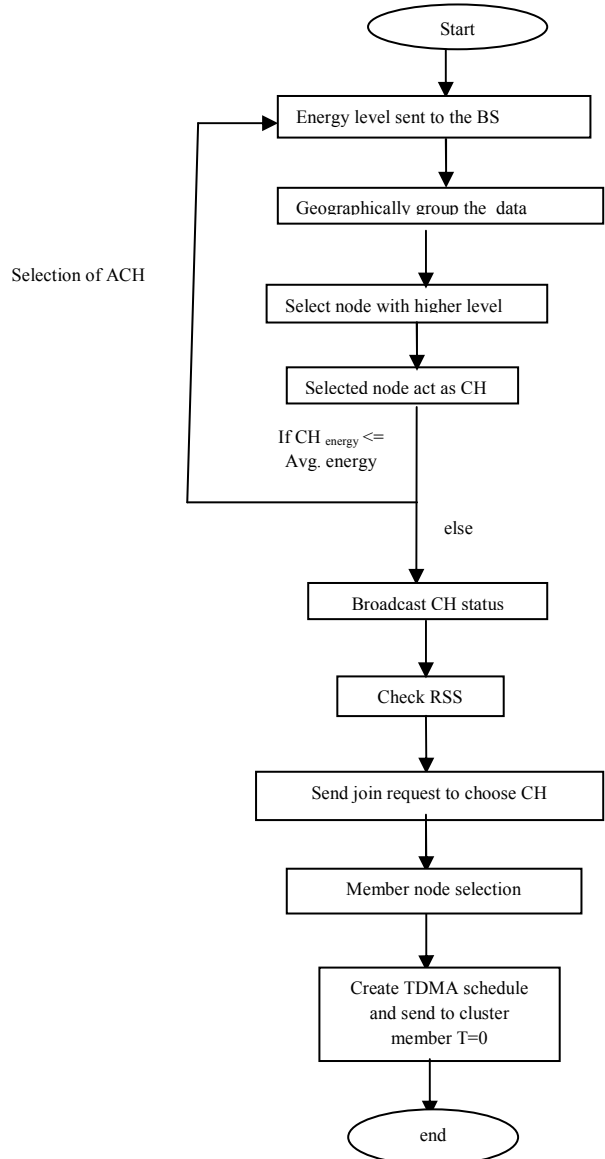 Start
Energy level sent to the BS
Geographically group the data
Selection of ACH
Select node with higher level
Selected node act as CH
If CH energy <=
Avg. energy
else
Broadcast CH status
Check RSS
Send join request to choose CH
Member node selection
Create TDMA schedule
and send to cluster
member T=0
end